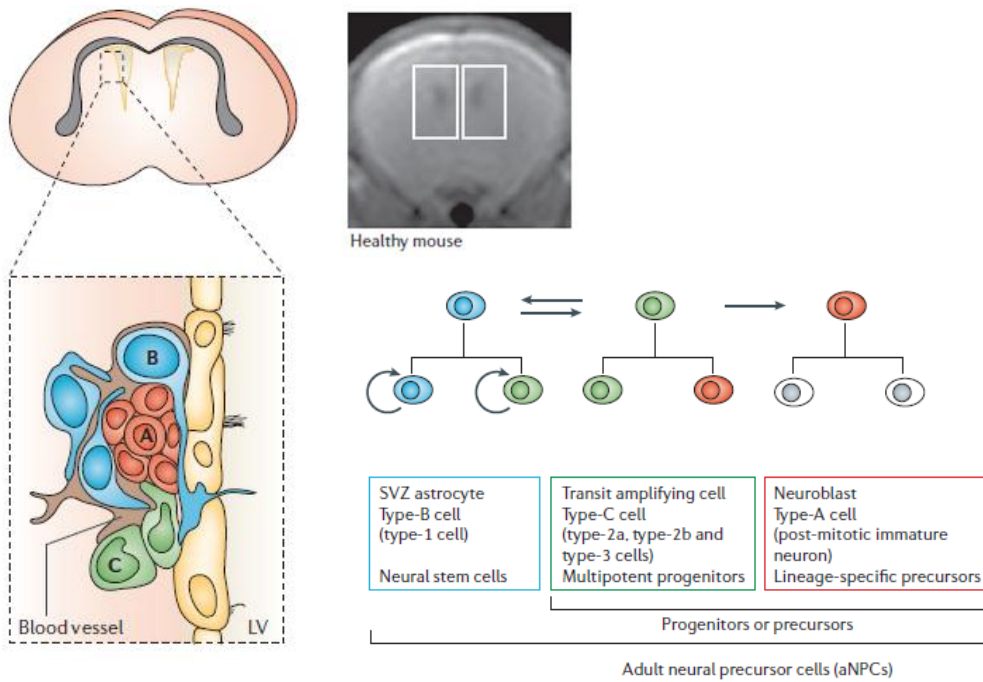 Healthy mouse
B
A
C
Blood vessel
LV
SVZ astrocyte
Type-B cell
(type-1 cell)
Neural stem cells
Transit amplifying cell
Type-C cell
(type-2a, type-2b and
type-3 cells)
Multipotent progenitors
Neuroblast
Type-A cell
(post-mitotic immature
neuron)
Lineage-specific precursors
Progenitors or precursors
Adult neural precursor cells (aNPCs)